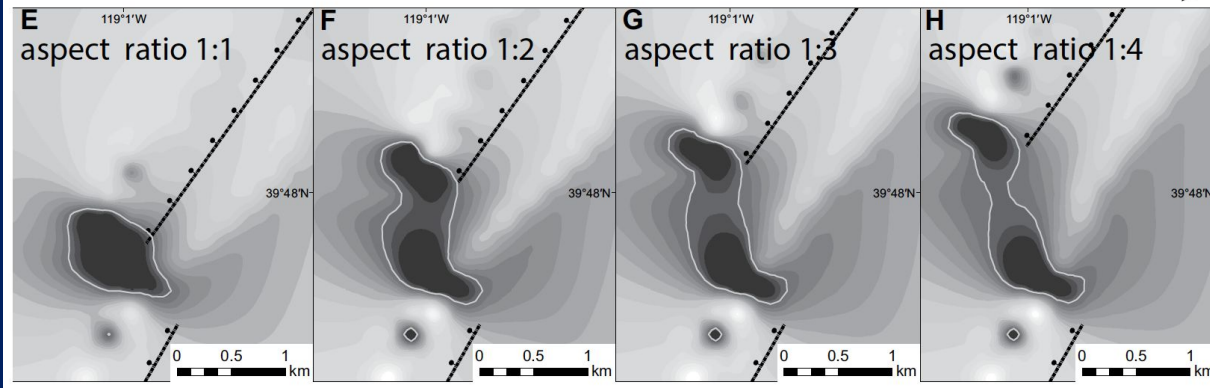 E
119°1'W
aspect ratio 1:1
39°48'N
0 0.5 1
km
F
119°1'W
aspect ratio 1:2
39°48'N
0 0.5 1
km
G
119°1'W
aspect ratio 1:3
39°48'N
0 0.5 1
km
H
119°1'W
aspect ratio 1:4
39°48'N
0 0.5 1
km